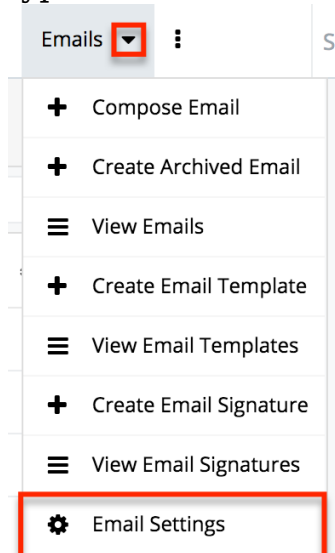 Emails
S
Compose Email
Create Archived Email
View Emails
Create Email Template
View Email Templates
Create Email Signature
View Email Signatures
Email Settings